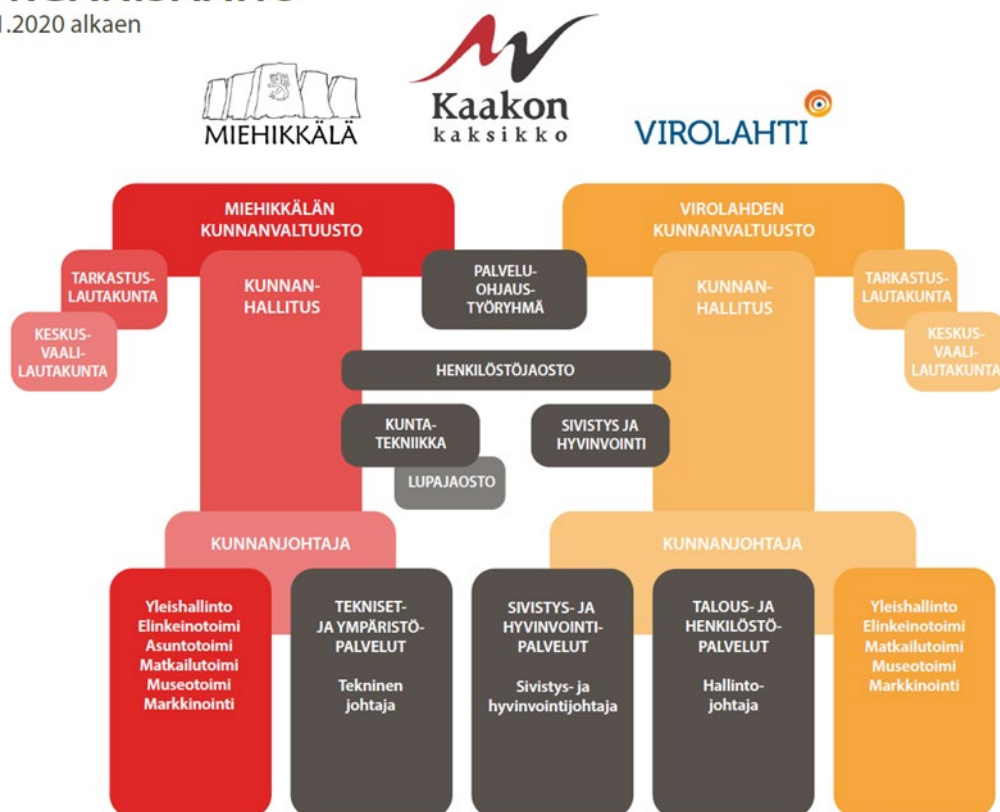 1.2020 alkaen
MIEHIKKÄLÄ
Kaakon
kaksikko
VIROLAHTI
MIEHIKKÄLÄN
KUNNANVALTUUSTO
VIROLAHDEN
KUNNANVALTUUSTO
TARKASTUS-
LAUTAKUNTA
KUNNAN-
HALLITUS
PALVELU-
OHJAUS-
TYÖRYHMÄ
KUNNAN-
HALLITUS
TARKASTUS-
LAUTAKUNTA
KESKUS-
VAALI-
LAUTAKUNTA
KESKUS-
VAALI-
LAUTAKUNTA
HENKILÖSTÖJAOSTO
KUNTA-
TEKNIIKKA
SIVISTYS JA
HYVINVOINTI
LUPAJAOSTO
KUNNANJOHTAJA
KUNNANJOHTAJA
Yleishallinto
Elinkeinotoimi
Asuntotoimi
Matkailutoimi
Museotoimi
Markkinointi
TEKNISET-
JA YMPÄRISTÖ-
PALVELUT
Tekninen
johtaja
SIVISTYS- JA
HYVINVOINTI-
PALVELUT
Sivistys- ja
hyvinvointijohtaja
TALOUS- JA
HENKILÖSTÖ-
PALVELUT
Hallinto-
johtaja
Yleishallinto
Elinkeinotoimi
Matkailutoimi
Museotoimi
Markkinointi